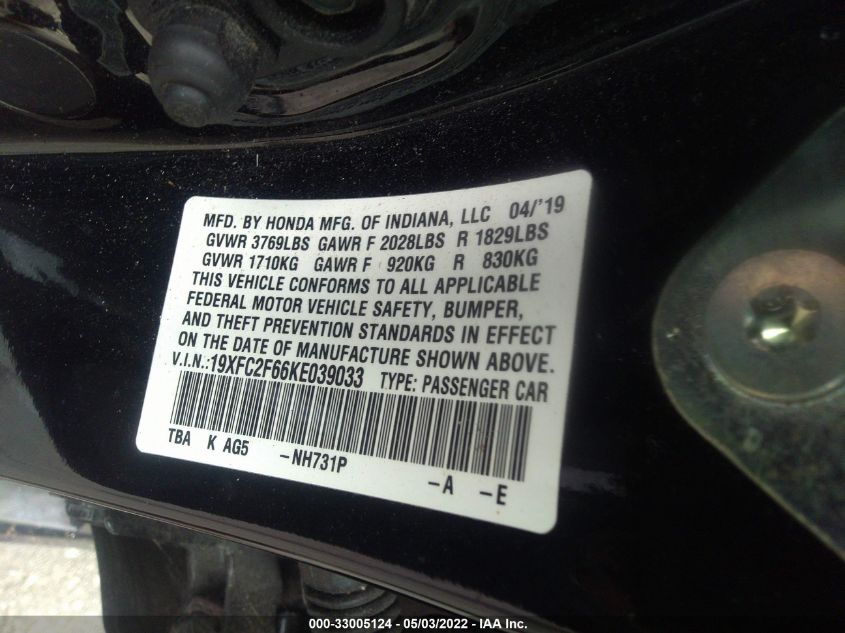 MFD. BY HONDA MFG. OF INDIANA, LLC 04/'19
GVWR 3769LBS GAWR F 2028LBS R 1829LBS
GVWR 1710KG GAWR F 920KG R 830KG
THIS VEHICLE CONFORMS TO ALL APPLICABLE
FEDERAL MOTOR VEHICLE SAFETY, BUMPER,
AND THEFT PREVENTION STANDARDS IN EFFECT
ON THE DATE OF MANUFACTURE SHOWN ABOVE.
V.I.N.:19XFC2F66KE039033 TYPE: PASSENGER CAR
TBA K AG5 -NH731P -A -E
000-33005124 - 05/03/2022 - IAA Inc.